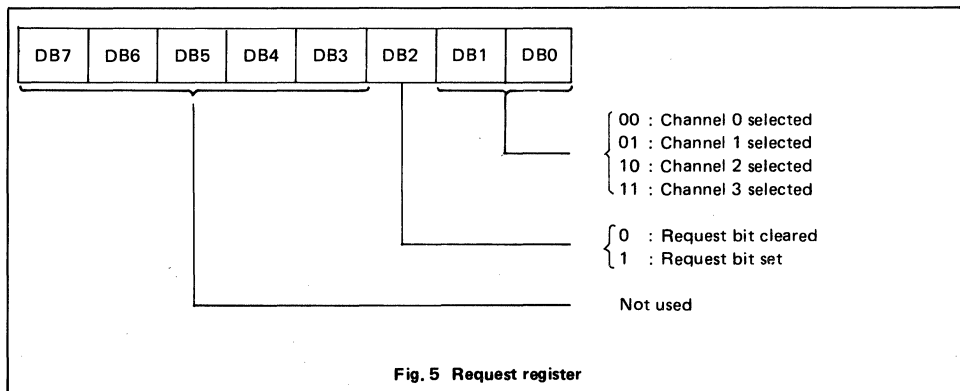 DB7 DB6 DB5 DB4 DB3 DB2 DB1 DB0
00 : Channel 0 selected
01 : Channel 1 selected
10 : Channel 2 selected
11 : Channel 3 selected
0 : Request bit cleared
1 : Request bit set
Not used
Fig. 5 Request register